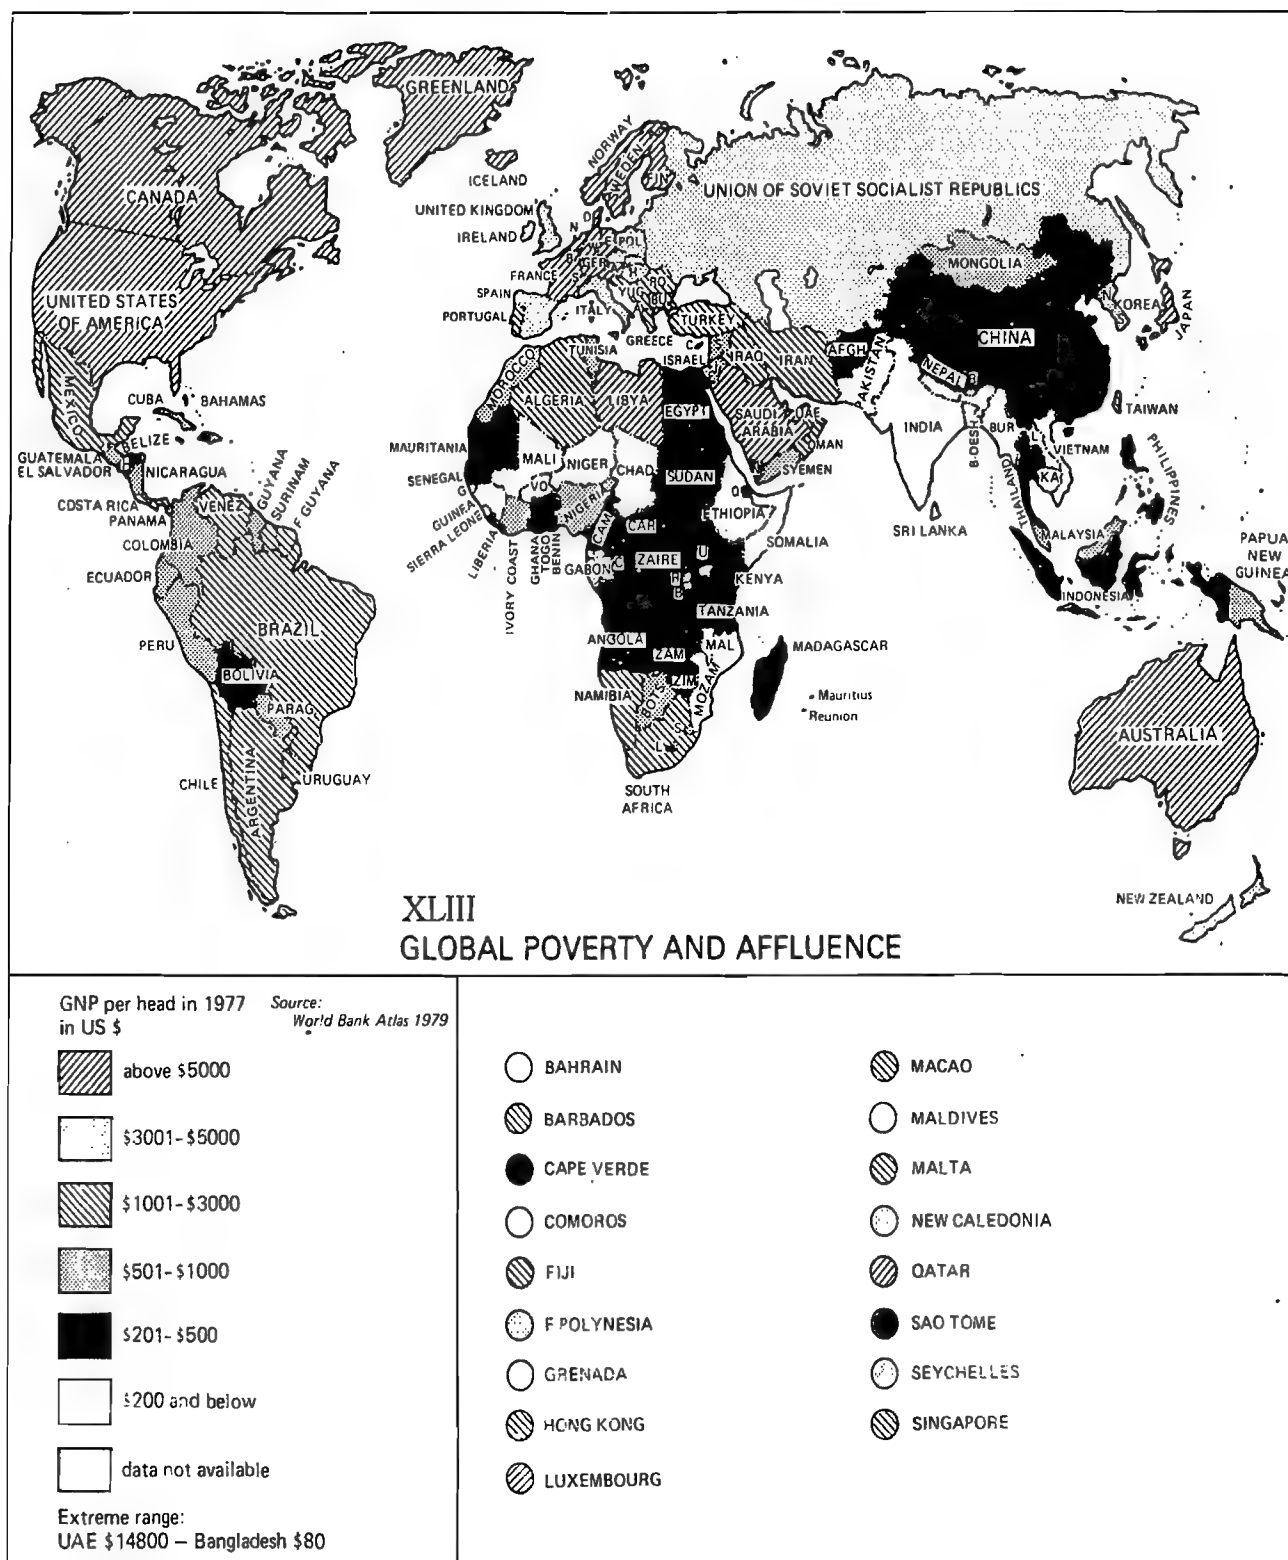 GREENLAND
ICELAND
NORWAY
SWEDEN
FIN
CANADA
UNION OF SOVIET SOCIALIST REPUBLICS
UNITED KINGDOM
IRELAND
N
D
POL
GER
FRANCE
SPAIN
PORTUGAL
ITALY
YUG
H
RO
BU
A
GREECE
TURKEY
MONGOLIA
N
KOREA
S
JAPAN
CHINA
UNITED STATES
OF AMERICA
MEXICO
CUBA
BAHAMAS
BELIZE
GUATEMALA
EL SALVADOR
NICARAGUA
COSTA RICA
PANAMA
VENEZ
GUYANA
SURINAM
F GUYANA
COLOMBIA
ECUADOR
PERU
BRAZIL
BOLIVIA
PARAG
CHILE
ARGENTINA
URUGUAY
MOROCCO
TUNISIA
ALGERIA
LIBYA
C
ISRAEL
IRAQ
IRAN
AFGH
PAKISTAN
NEPAL
B
EGYPT
SAUDI
ARABIA
UAE
OMAN
SYEMEN
INDIA
B-DESH
BUR
L
VIETNAM
KA
THAILAND
TAIWAN
PHILIPPINES
MAURITANIA
MALI
NIGER
CHAD
SUDAN
SENEGAL
G
GUINEA
SIERRA LEONE
LIBERIA
IVORY COAST
GHANA
TOGO
BENIN
VO
NIGERIA
CAM
CAR
D
ETHIOPIA
SOMALIA
SRI LANKA
MALAYSIA
INDONESIA
PAPUA
NEW
GUINEA
GABON
C
ZAIRE
U
R
B
KENYA
TANZANIA
ANGOLA
ZAM
MAL
MOZAM
ZIM
NAMIBIA
BOTS
L
S
SOUTH
AFRICA
MADAGASCAR
Mauritius
Reunion
AUSTRALIA
NEW ZEALAND
XLIII
GLOBAL POVERTY AND AFFLUENCE
GNP per head in 1977
in US $
Source:
World Bank Atlas 1979
above $5000
$3001-$5000
$1001-$3000
$501-$1000
$201-$500
$200 and below
data not available
Extreme range:
UAE $14800 — Bangladesh $80
BAHRAIN
BARBADOS
CAPE VERDE
COMOROS
FIJI
F POLYNESIA
GRENADA
HONG KONG
LUXEMBOURG
MACAO
MALDIVES
MALTA
NEW CALEDONIA
QATAR
SAO TOME
SEYCHELLES
SINGAPORE